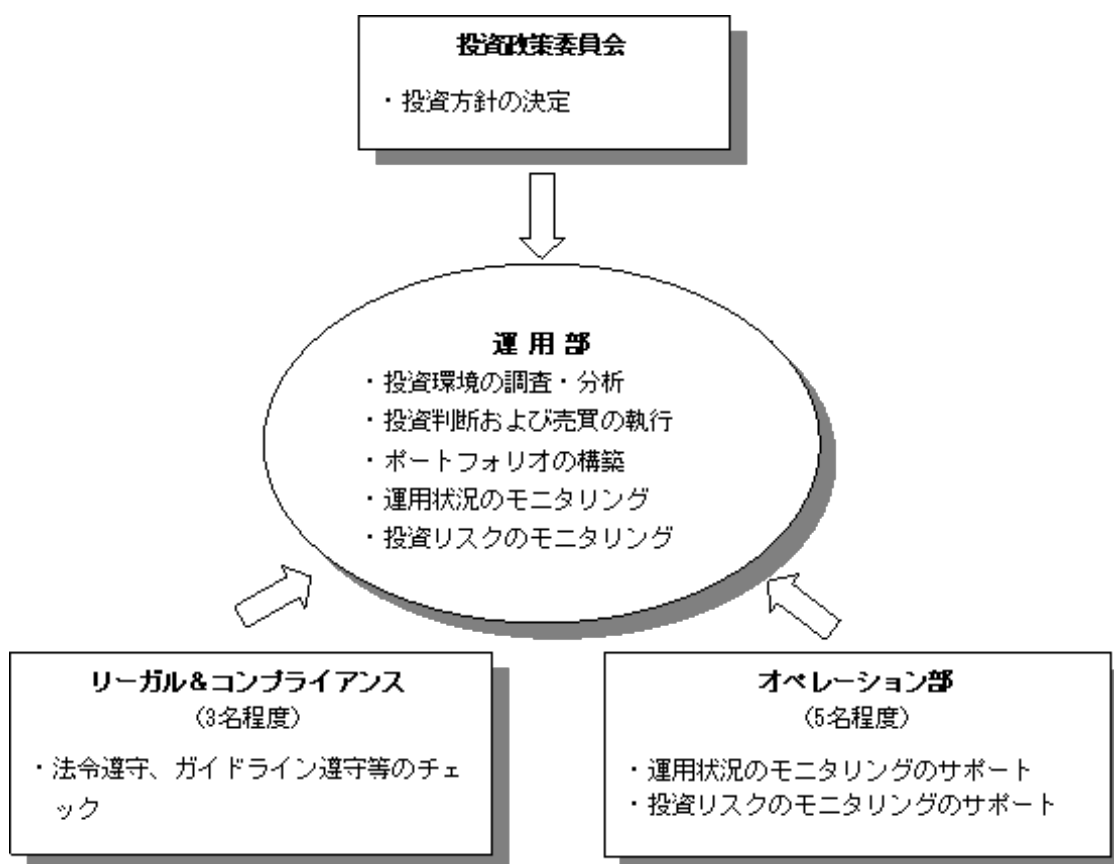 投資政策委員会
・投資方針の決定
運 用 部
・投資環境の調査・分析
・投資判断および売買の執行
・ポートフォリオの構築
・運用状況のモニタリング
・投資リスクのモニタリング
リーガル＆コンプライアンス
（3名程度）
・法令遵守、ガイドライン遵守等のチェ
ック
オペレーション部
（5名程度）
・運用状況のモニタリングのサポート
・投資リスクのモニタリングのサポート